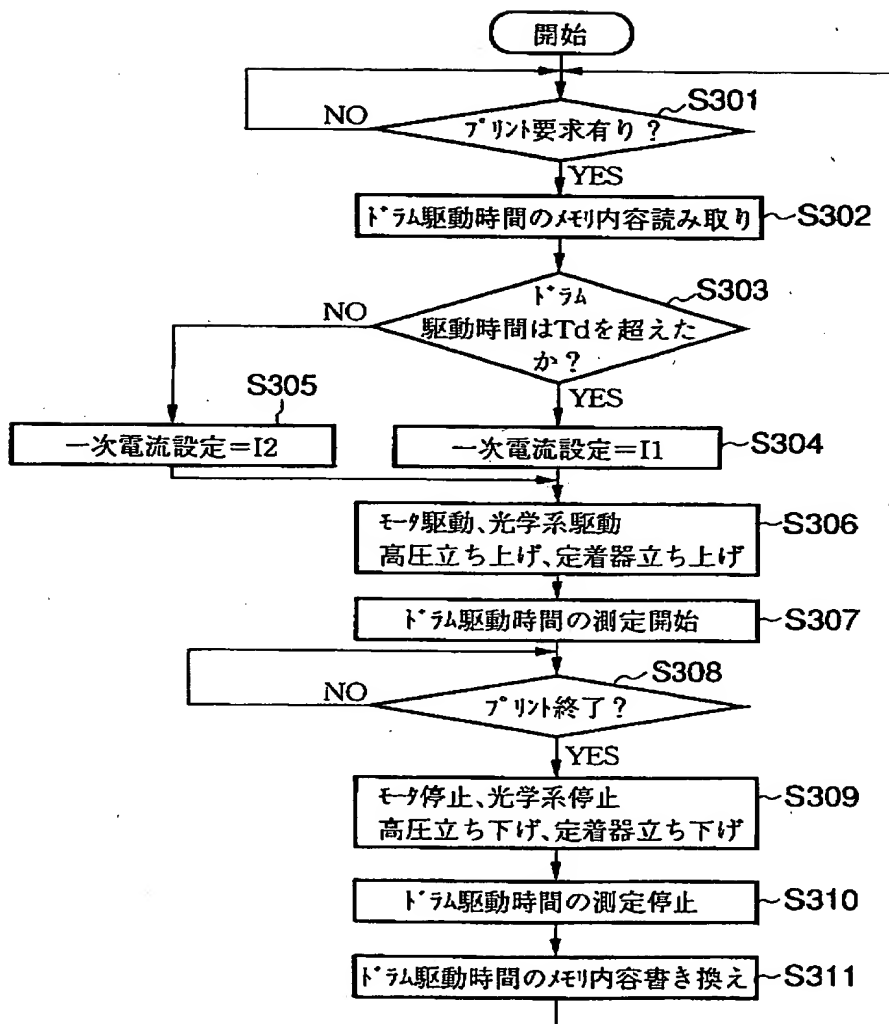 開始
S301
NO
プリント要求有り？
YES
ドラム駆動時間のメモリ内容読み取り
S302
S303
NO
ドラム
駆動時間はTdを超えた
か？
YES
S305
一次電流設定＝I2
一次電流設定＝I1
S304
モータ駆動、光学系駆動
高圧立ち上げ、定着器立ち上げ
S306
ドラム駆動時間の測定開始
S307
S308
NO
プリント終了？
YES
モータ停止、光学系停止
高圧立ち下げ、定着器立ち下げ
S309
ドラム駆動時間の測定停止
S310
ドラム駆動時間のメモリ内容書き換え
S311